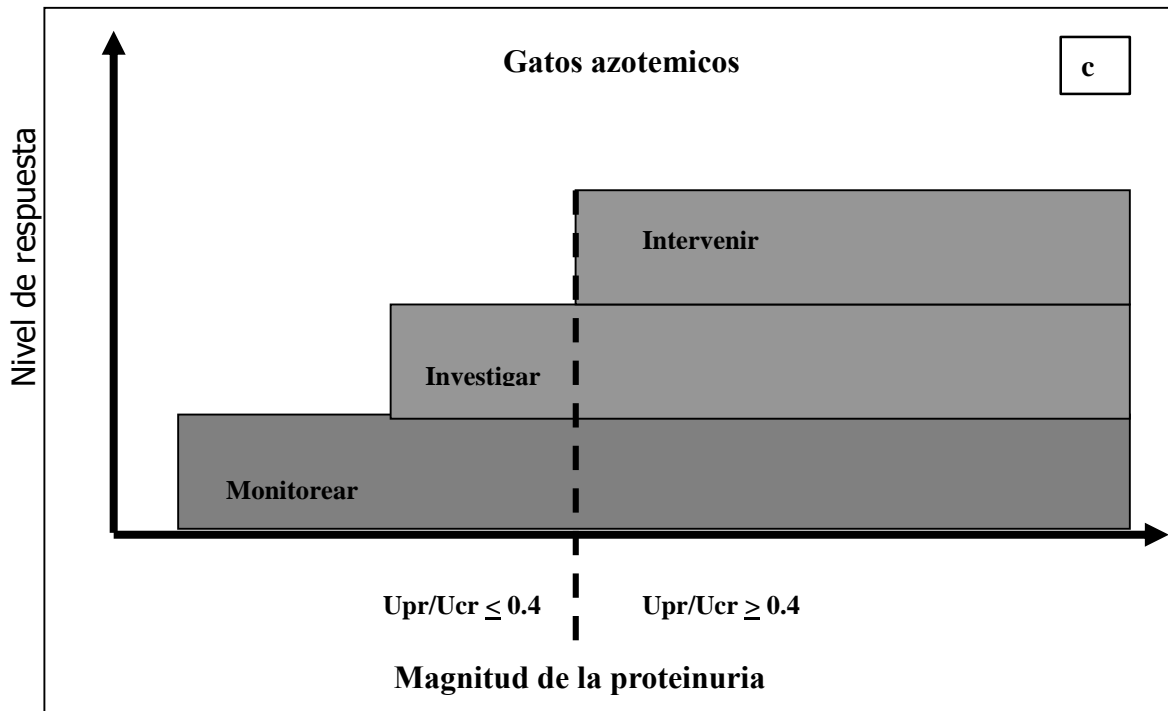 Gatos azotemicos
c
Nivel de respuesta
Intervenir
Investigar
Monitorear
Upr/Ucr ≤ 0.4
Upr/Ucr ≥ 0.4
Magnitud de la proteinuria